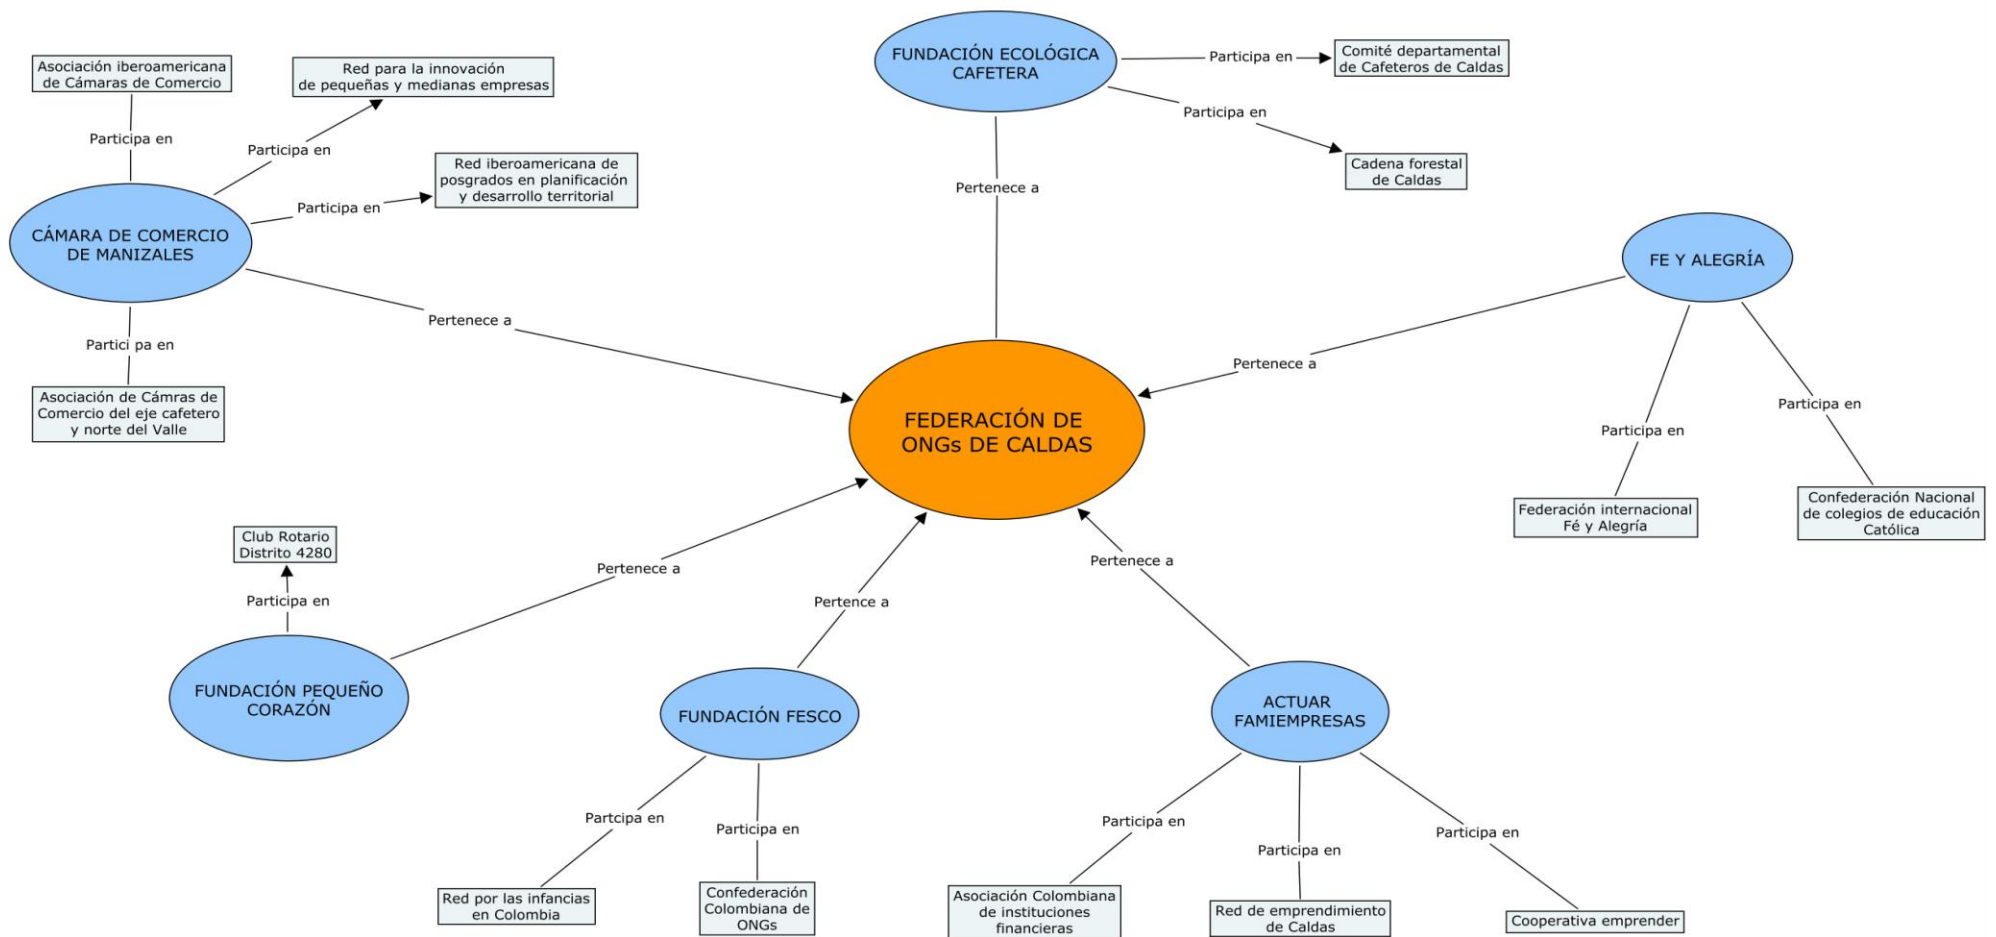 Asociación iberoamericana
de Cámaras de Comercio
Participa en
Red para la innovación
de pequeñas y medianas empresas
Participa en
Red iberoamericana de
posgrados en planificación
y desarrollo territorial
Participa en
CÁMARA DE COMERCIO
DE MANIZALES
Pertenece a
Partici pa en
Asociación de Cámras de
Comercio del eje cafetero
y norte del Valle
FUNDACIÓN ECOLÓGICA
CAFETERA
Participa en
Comité departamental
de Cafeteros de Caldas
Participa en
Cadena forestal
de Caldas
Pertenece a
FE Y ALEGRÍA
Pertenece a
Participa en
Participa en
Federación internacional
Fé y Alegría
Confederación Nacional
de colegios de educación
Católica
FEDERACIÓN DE
ONGs DE CALDAS
Club Rotario
Distrito 4280
Participa en
Pertenece a
FUNDACIÓN PEQUEÑO
CORAZÓN
Pertence a
FUNDACIÓN FESCO
Partcipa en
Participa en
Red por las infancias
en Colombia
Confederación
Colombiana de
ONGs
Pertenece a
ACTUAR
FAMIEMPRESAS
Participa en
Participa en
Participa en
Asociación Colombiana
de instituciones
financieras
Red de emprendimiento
de Caldas
Cooperativa emprender